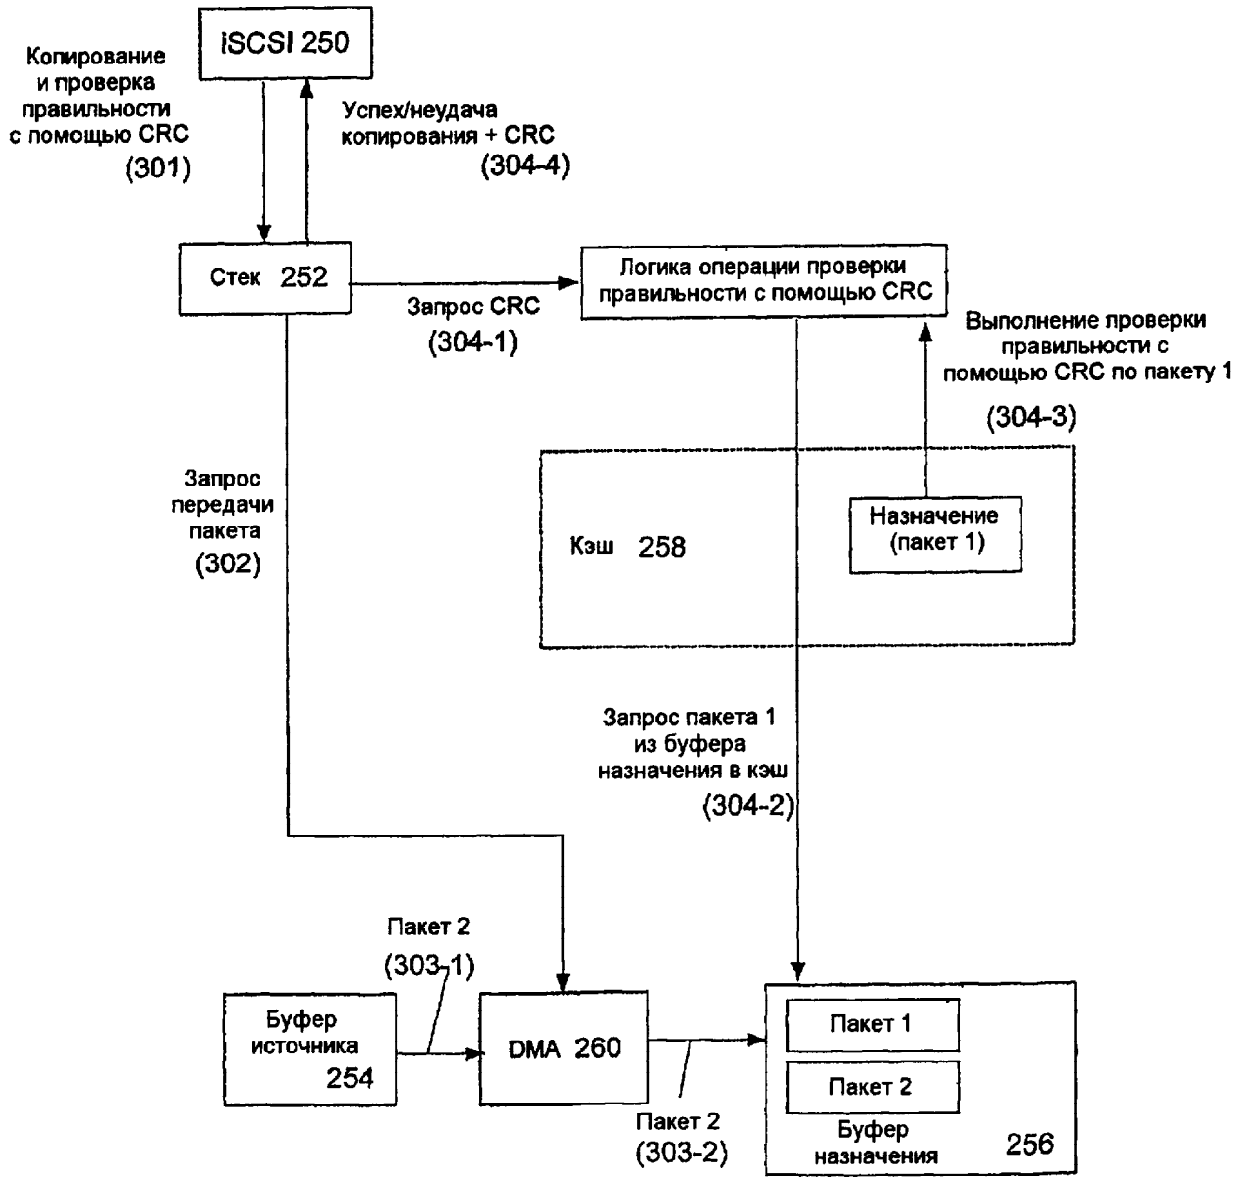 iSCSI 250
Копирование
и проверка
правильности
с помощью CRC
(301)
Успех/неудача
копирования + CRC
(304-4)
Стек 252
Запрос CRC
(304-1)
Логика операции проверки
правильности с помощью CRC
Выполнение проверки
правильности с
помощью CRC по пакету 1
(304-3)
Запрос
передачи
пакета
(302)
Кэш 258
Назначение
(пакет 1)
Запрос пакета 1
из буфера
назначения в кэш
(304-2)
Пакет 2
(303-1)
Буфер
источника
254
DMA 260
Пакет 2
(303-2)
Пакет 1
Пакет 2
Буфер
назначения
256